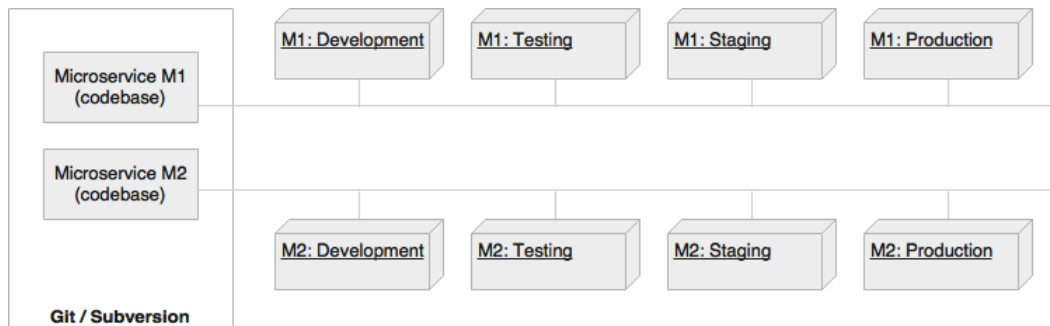 M1: Development
M1: Testing
M1: Staging
M1: Production
Microservice M1
(codebase)
Microservice M2
(codebase)
M2: Development
M2: Testing
M2: Staging
M2: Production
Git / Subversion